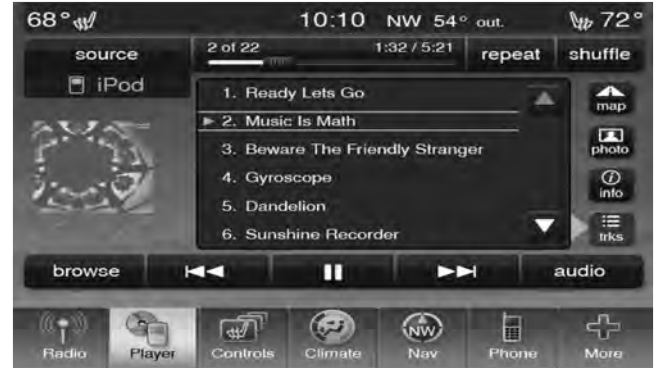 68° 10:10 NW 54° out. 72°
source 2 of 22 1:32 / 5:21 repeat shuffle
iPod
1. Ready Lets Go
map
2. Music Is Math
3. Beware The Friendly Stranger
photo
4. Gyroscope
info
5. Dandelion
6. Sunshine Recorder
trks
browse audio
NW
Radio Player Controls Climate Nav Phone More